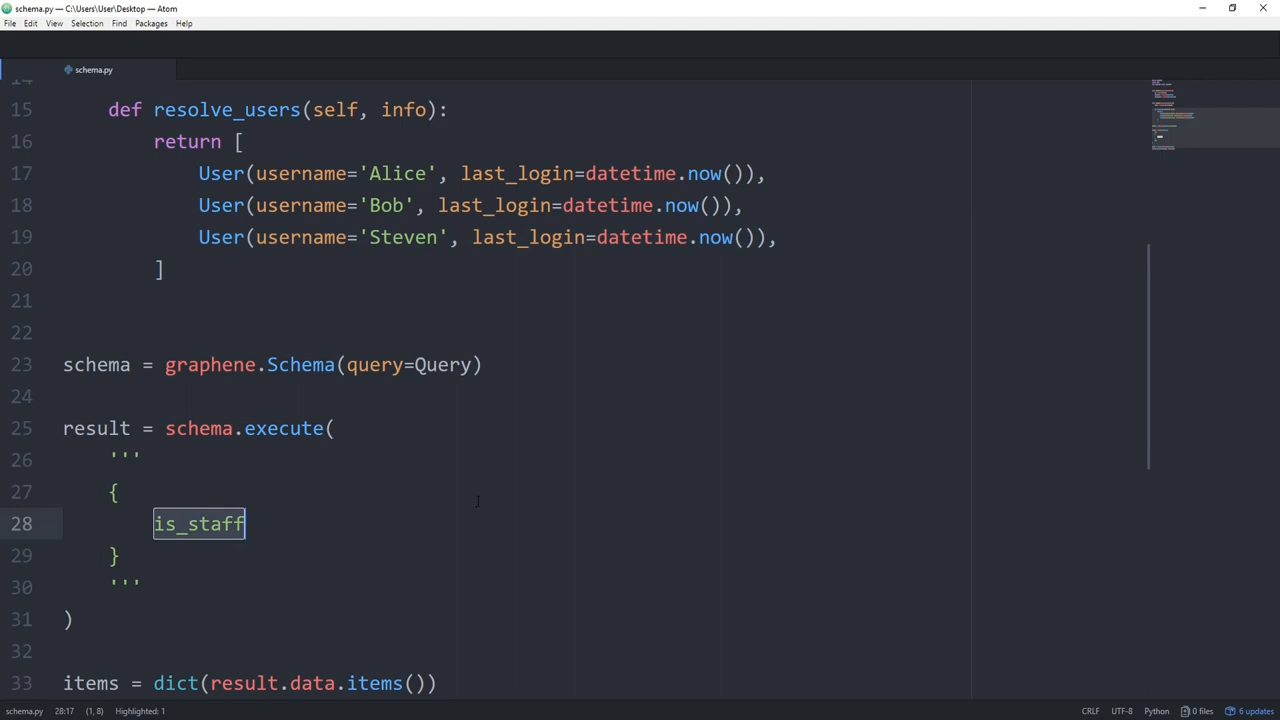 schema.py — C:\Users\User\Desktop — Atom
File Edit View Selection Find Packages Help
schema.py
14
15 def resolve_users(self, info):
16 return [
17 User(username='Alice', last_login=datetime.now()),
18 User(username='Bob', last_login=datetime.now()),
19 User(username='Steven', last_login=datetime.now()),
20 ]
21
22
23 schema = graphene.Schema(query=Query)
24
25 result = schema.execute(
26 '''
27 {
28 is_staff
29 }
30 '''
31 )
32
33 items = dict(result.data.items())
schema.py 28:17 (1, 8) Highlighted: 1 CRLF UTF-8 Python 0 files 6 updates